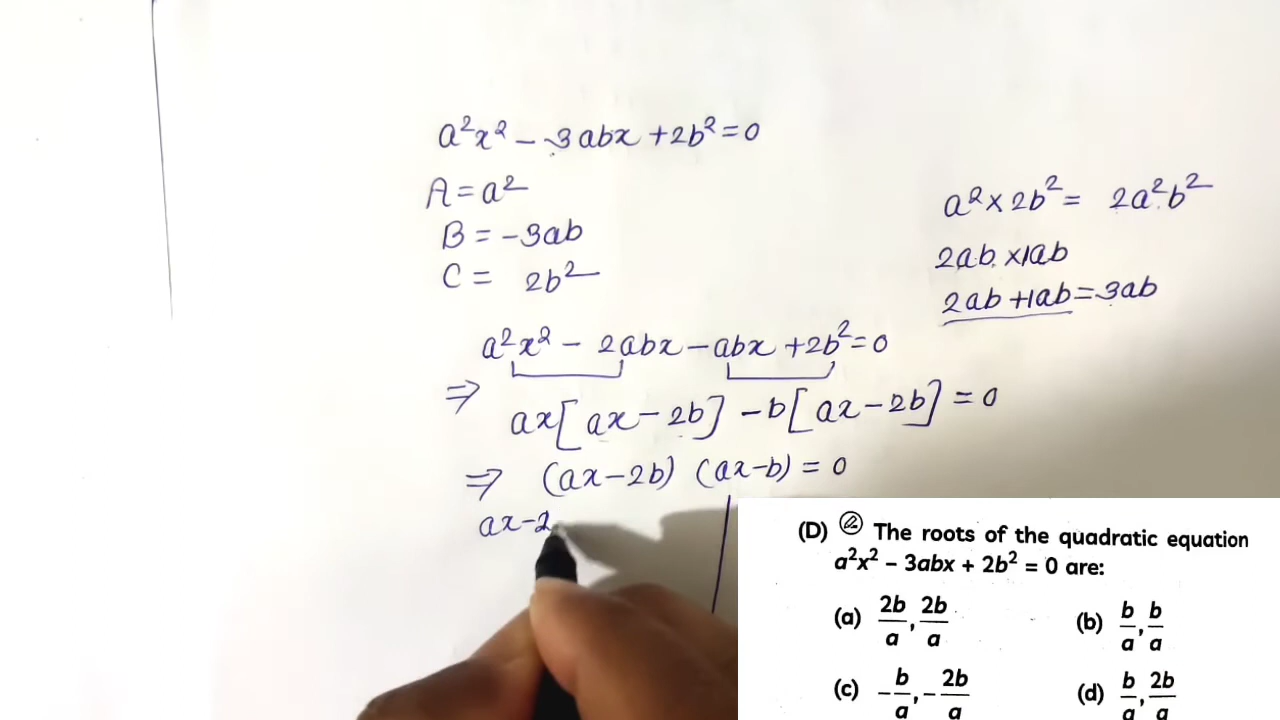 a²x² - 3abx + 2b² = 0
A = a²
B = -3ab
C = 2b²
a² × 2b² = 2a²b²
2ab × 1ab
2ab + 1ab = 3ab
a²x² - 2abx - abx + 2b² = 0
⇒ ax[ax - 2b] - b[ax - 2b] = 0
⇒ (ax - 2b) (ax - b) = 0
ax - 2
(D) The roots of the quadratic equation
a²x² – 3abx + 2b² = 0 are:
(a) 2b/a, 2b/a (b) b/a, b/a
(c) –b/a, –2b/a (d) b/a, 2b/a